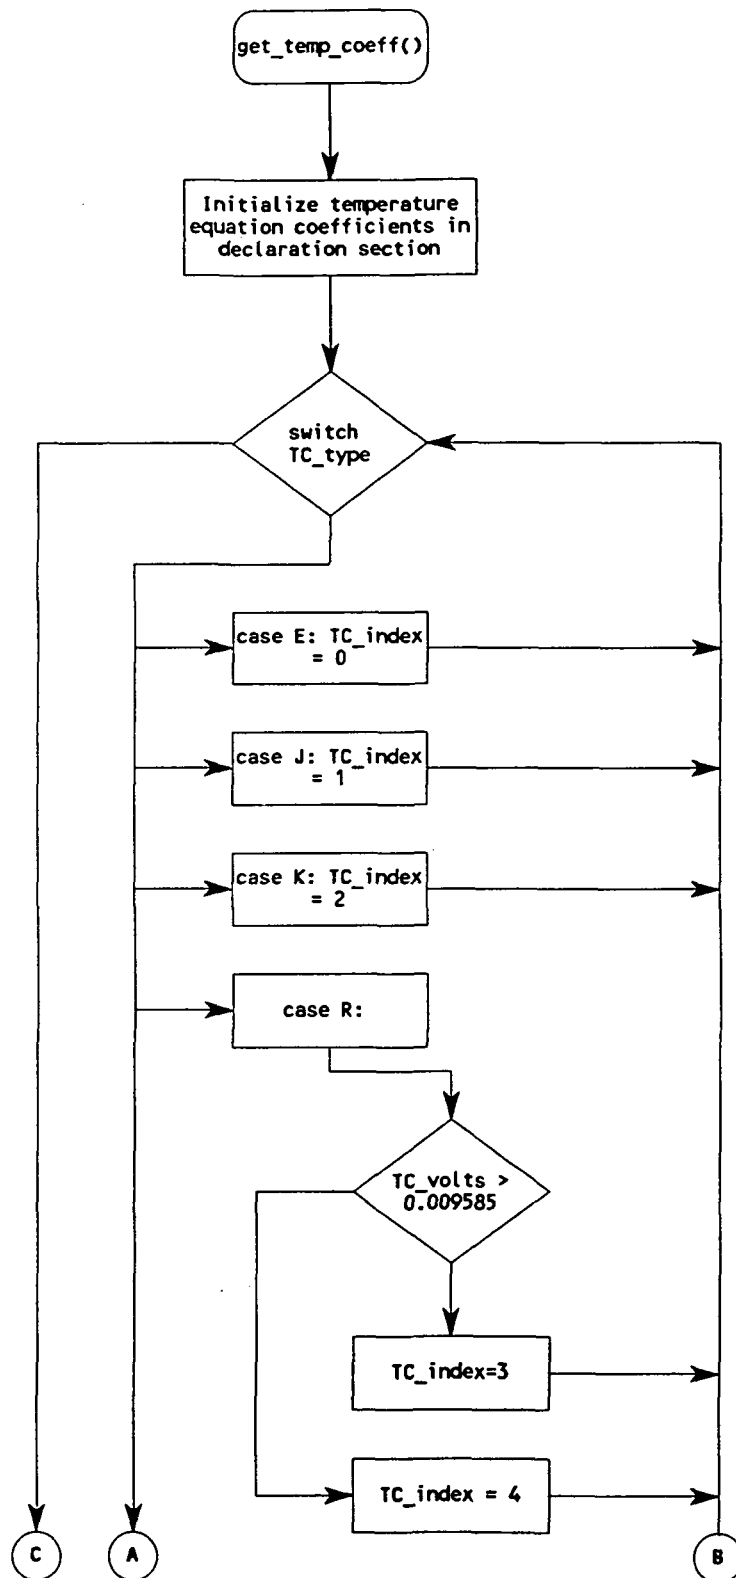 get_temp_coeff()
Initialize temperature
equation coefficients in
declaration section
switch
TC_type
case E: TC_index
= 0
case J: TC_index
= 1
case K: TC_index
= 2
case R:
TC_volts >
0.009585
TC_index=3
TC_index = 4
C
A
B